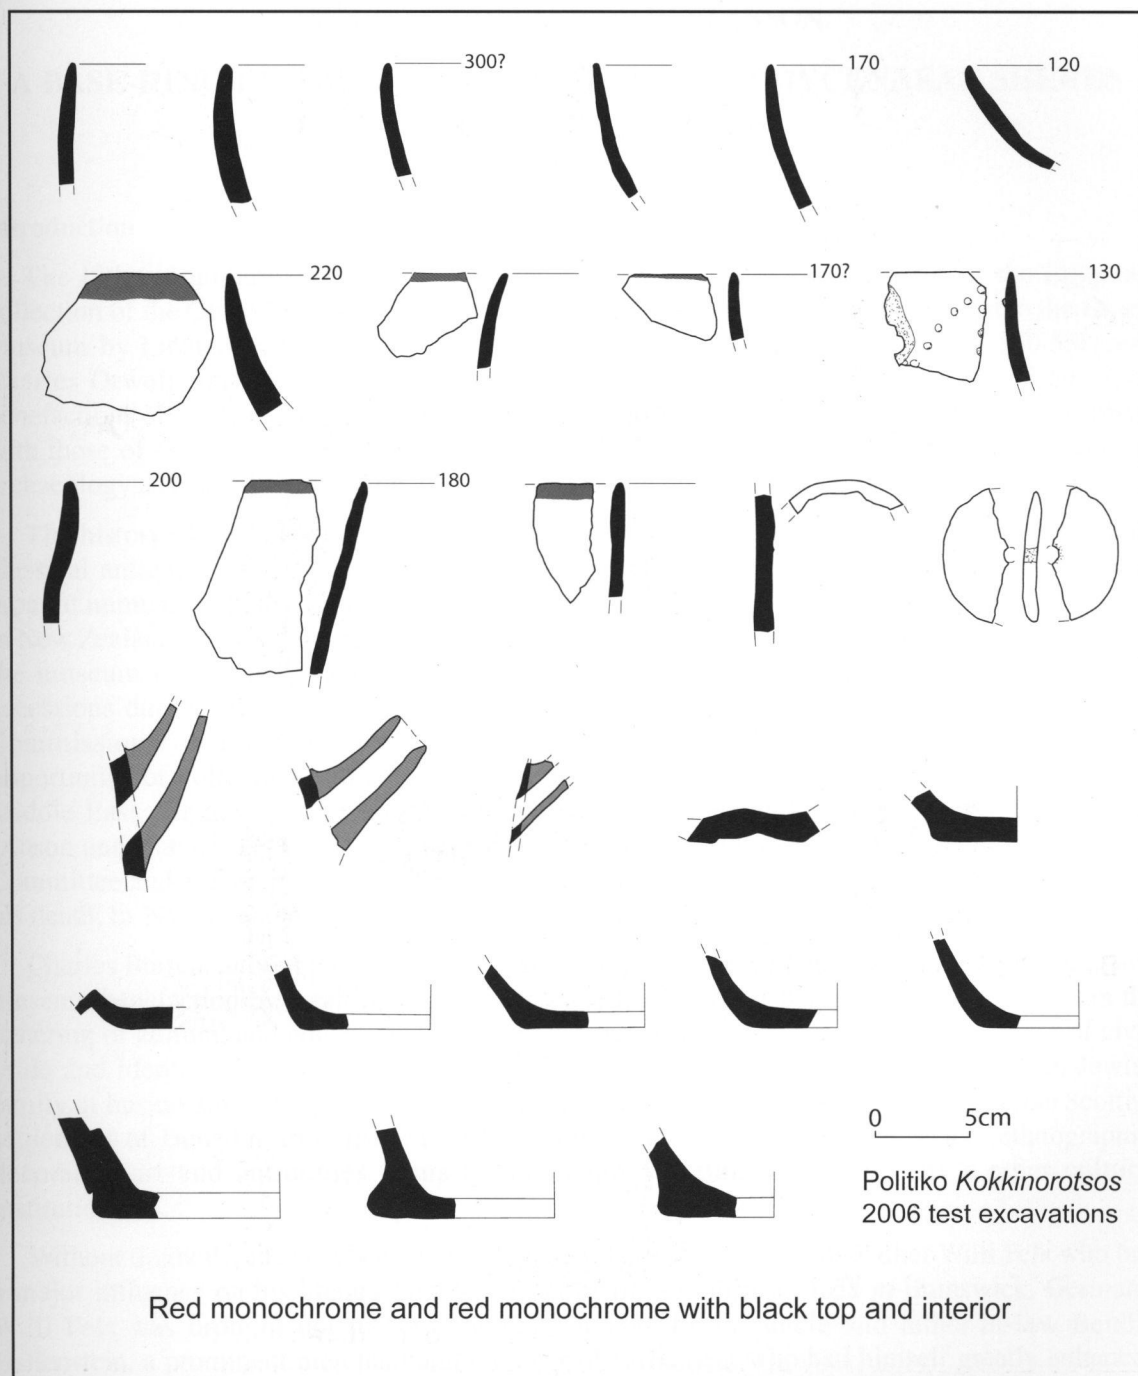 300?
170
120
220
170?
130
200
180
0 5cm
Politiko Kokkinorotsos
2006 test excavations
Red monochrome and red monochrome with black top and interior